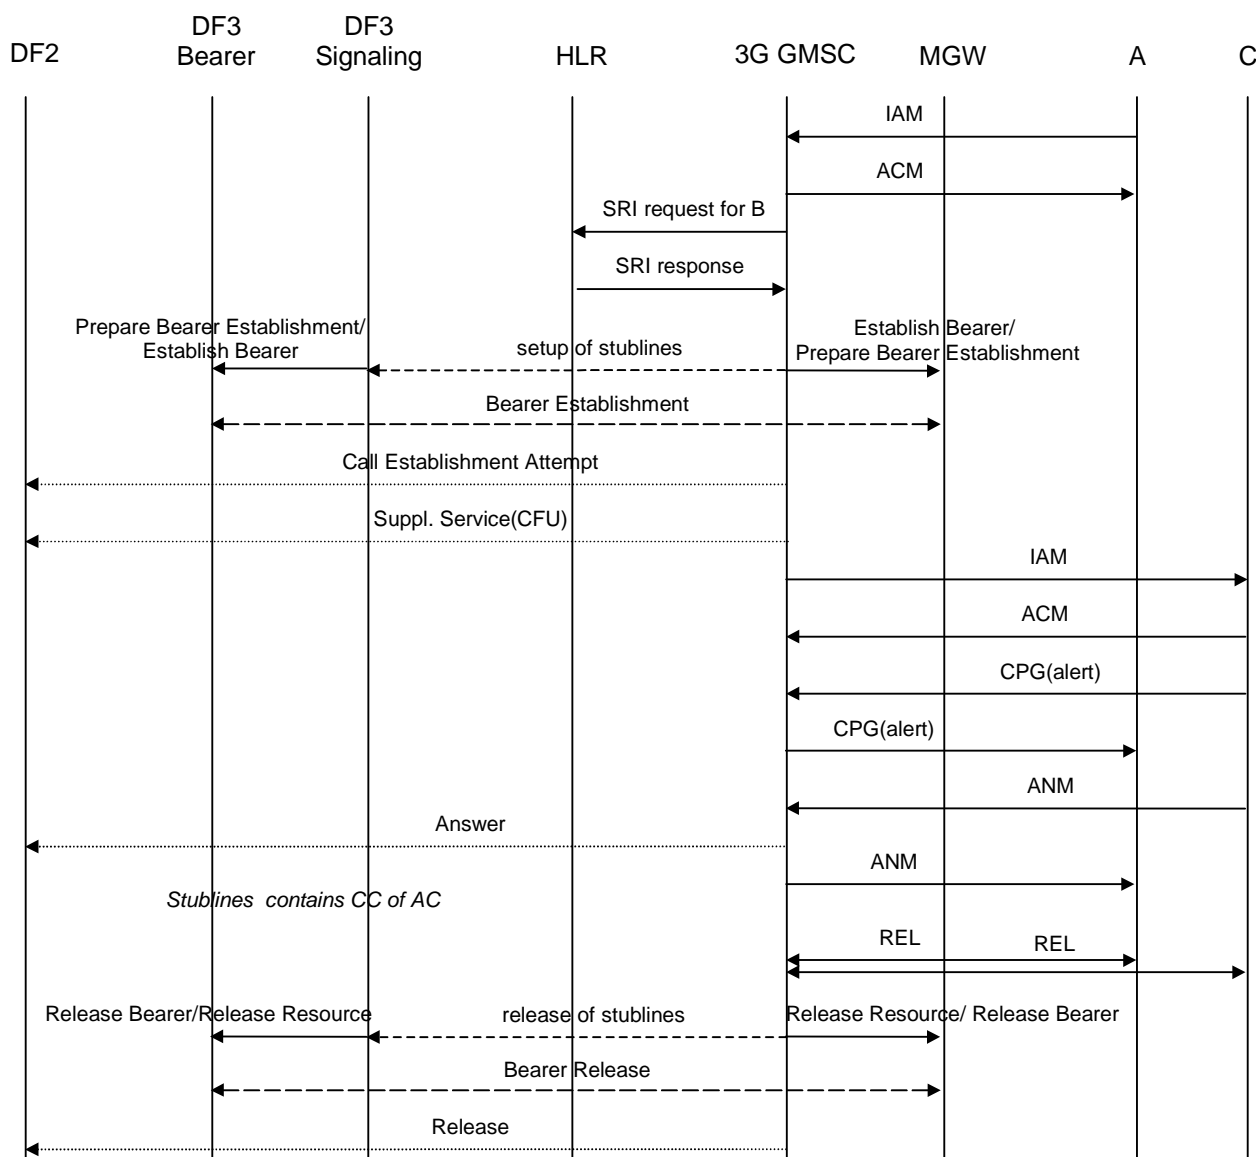 DF2
DF3
Bearer
DF3
Signaling
HLR
3G GMSC
MGW
A
C
IAM
ACM
SRI request for B
SRI response
Prepare Bearer Establishment/
Establish Bearer
setup of stublines
Establish Bearer/
Prepare Bearer Establishment
Bearer Establishment
Call Establishment Attempt
Suppl. Service(CFU)
IAM
ACM
CPG(alert)
CPG(alert)
ANM
Answer
ANM
Stublines contains CC of AC
REL
REL
Release Bearer/Release Resource
release of stublines
Release Resource/ Release Bearer
Bearer Release
Release